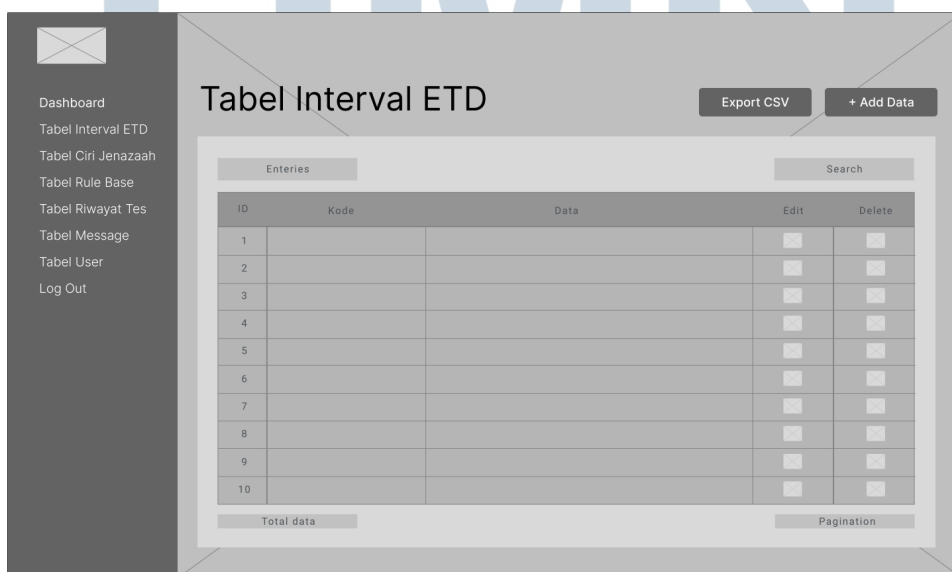 Dashboard
Tabel Interval ETD
Tabel Ciri Jenazaah
Tabel Rule Base
Tabel Riwayat Tes
Tabel Message
Tabel User
Log Out
Tabel Interval ETD
Export CSV
+ Add Data
Enteries
Search
ID Kode Data Edit Delete
1
2
3
4
5
6
7
8
9
10
Total data
Pagination